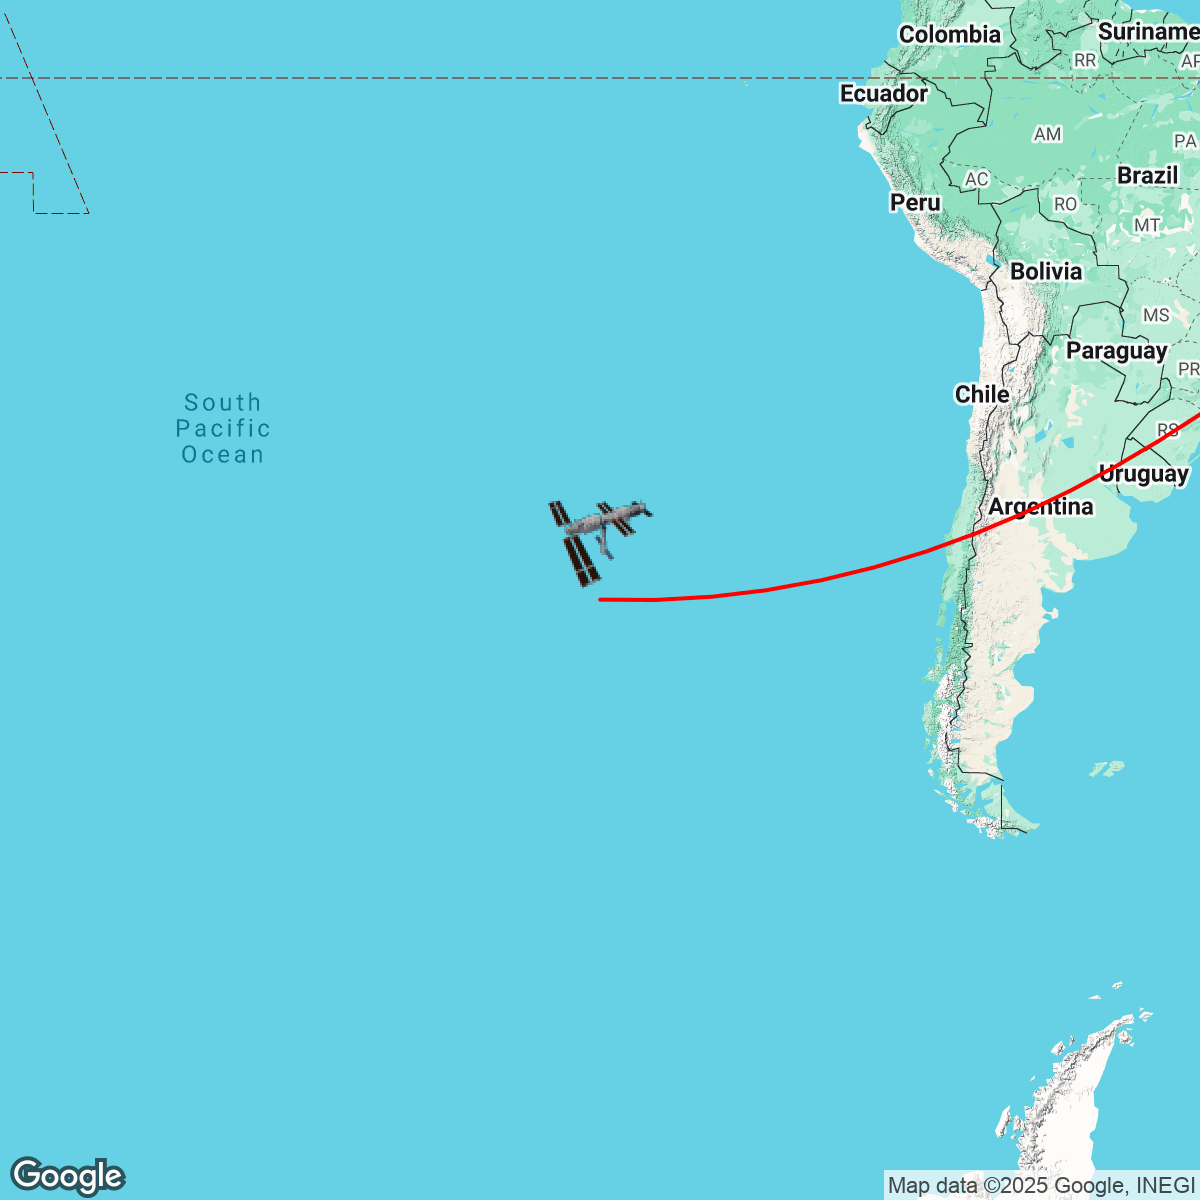 Colombia
Suriname
RR
AP
Ecuador
AM
PA
Brazil
AC
RO
Peru
MT
Bolivia
MS
Paraguay
PR
Chile
South
Pacific
Ocean
RS
Uruguay
Argentina
Google
Map data ©2025 Google, INEGI